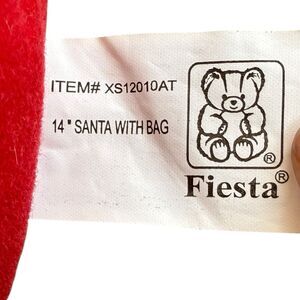 ITEM# XS12010AT
14" SANTA WITH BAG
®
Fiesta®